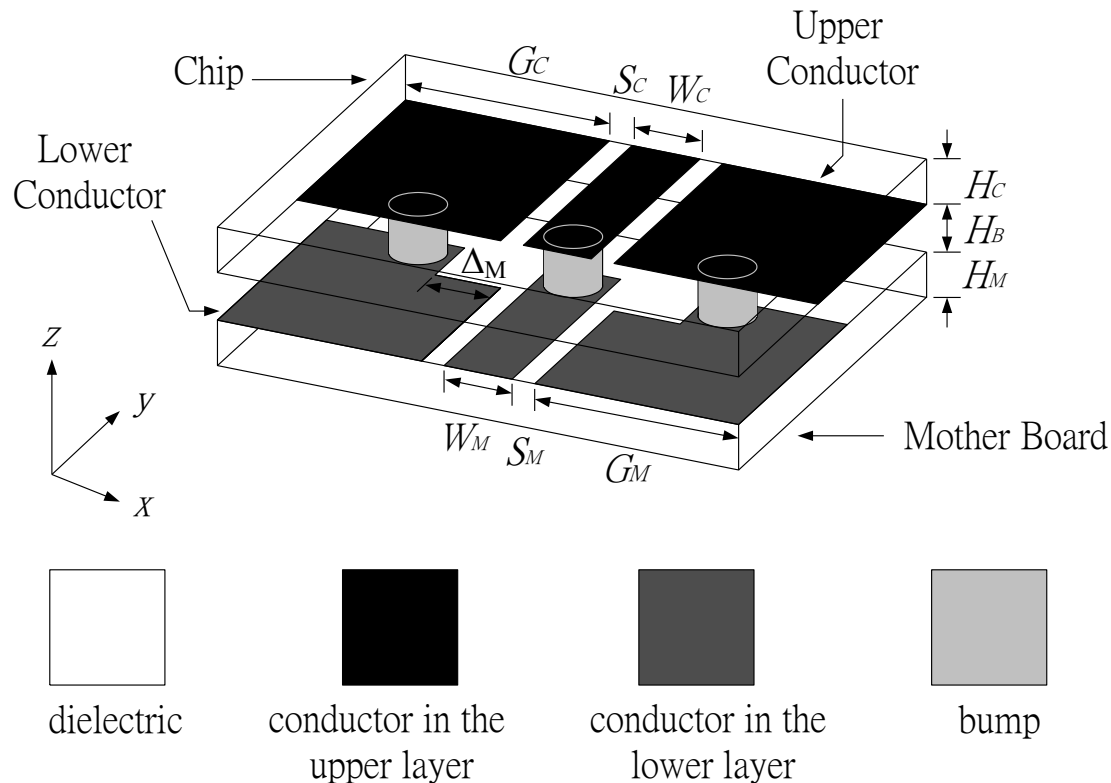 Chip
G_C
S_C
W_C
Upper
Conductor
Lower
Conductor
H_C
H_B
H_M
Δ_M
W_M
S_M
G_M
Mother Board
z
y
x
dielectric
conductor in the
upper layer
conductor in the
lower layer
bump